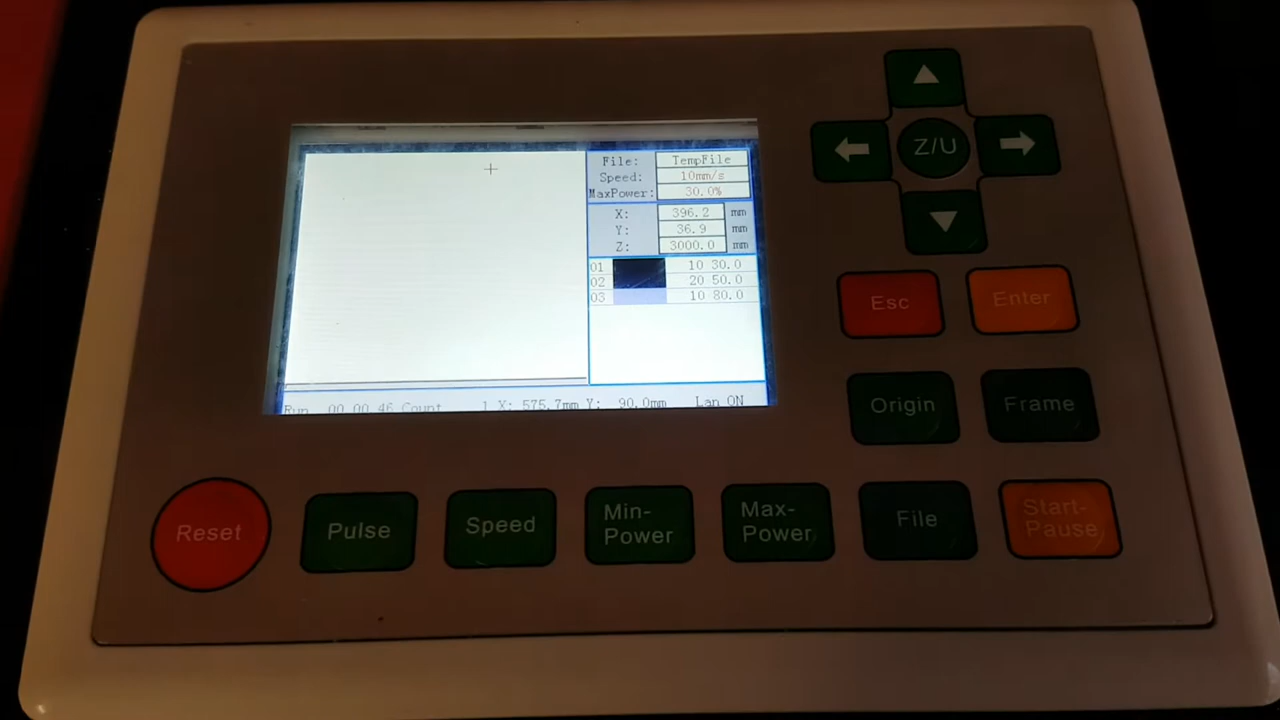 File: TempFile
Speed: 10mm/s
MaxPower: 30.0%
X: 396.2 mm
Y: 36.9 mm
Z: 3000.0 mm
01 10 30.0
02 20 50.0
03 10 80.0
Run 00 00 46 Count 1 X: 575.7mm Y: 90.0mm Lan ON
Z/U
Esc Enter
Origin Frame
Reset
Pulse
Speed
Min-
Power
Max-
Power
File
Start-
Pause